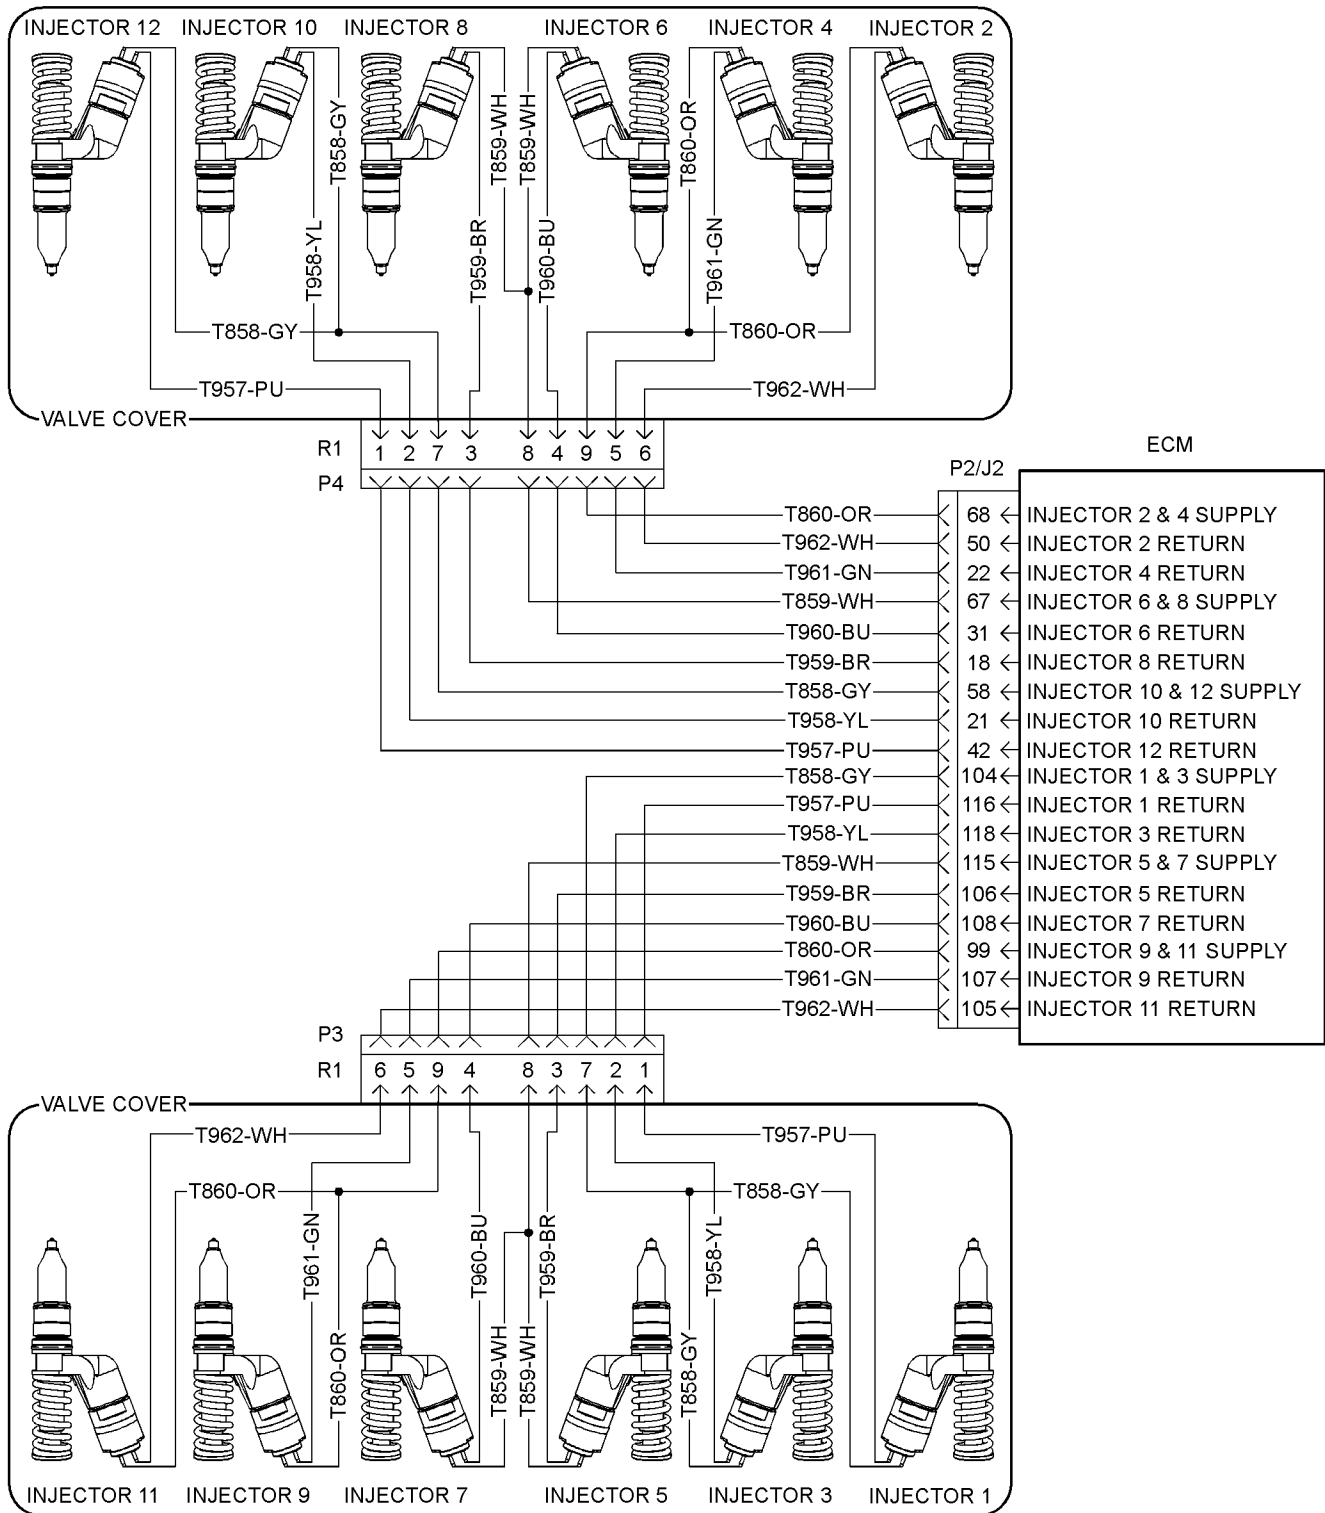 INJECTOR 12 INJECTOR 10 INJECTOR 8 INJECTOR 6 INJECTOR 4 INJECTOR 2
T858-GY
T859-WH
T859-WH
T860-OR
T958-YL
T959-BR
T960-BU
T961-GN
T858-GY
T860-OR
T957-PU
T962-WH
VALVE COVER
R1 1 2 7 3 8 4 9 5 6
P4
ECM
P2/J2
T860-OR 68 INJECTOR 2 & 4 SUPPLY
T962-WH 50 INJECTOR 2 RETURN
T961-GN 22 INJECTOR 4 RETURN
T859-WH 67 INJECTOR 6 & 8 SUPPLY
T960-BU 31 INJECTOR 6 RETURN
T959-BR 18 INJECTOR 8 RETURN
T858-GY 58 INJECTOR 10 & 12 SUPPLY
T958-YL 21 INJECTOR 10 RETURN
T957-PU 42 INJECTOR 12 RETURN
T858-GY 104 INJECTOR 1 & 3 SUPPLY
T957-PU 116 INJECTOR 1 RETURN
T958-YL 118 INJECTOR 3 RETURN
T859-WH 115 INJECTOR 5 & 7 SUPPLY
T959-BR 106 INJECTOR 5 RETURN
T960-BU 108 INJECTOR 7 RETURN
T860-OR 99 INJECTOR 9 & 11 SUPPLY
T961-GN 107 INJECTOR 9 RETURN
T962-WH 105 INJECTOR 11 RETURN
P3
R1 6 5 9 4 8 3 7 2 1
VALVE COVER
T962-WH
T957-PU
T860-OR
T858-GY
T961-GN
T960-BU
T959-BR
T958-YL
T860-OR
T859-WH
T859-WH
T858-GY
INJECTOR 11 INJECTOR 9 INJECTOR 7 INJECTOR 5 INJECTOR 3 INJECTOR 1